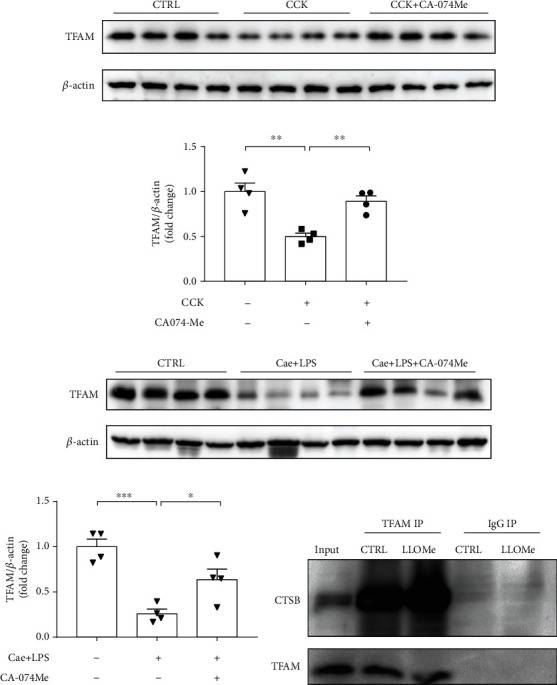 CTRL CCK CCK+CA-074Me
TFAM
β-actin
** **
1.5
1.0
0.5
0.0
TFAM/β-actin
(fold change)
CCK – + +
CA074-Me – – +
CTRL Cae+LPS Cae+LPS+CA-074Me
TFAM
β-actin
*** *
1.5
1.0
0.5
0.0
TFAM/β-actin
(fold change)
Cae+LPS – + +
CA-074Me – – +
TFAM IP IgG IP
Input CTRL LLOMe CTRL LLOMe
CTSB
TFAM